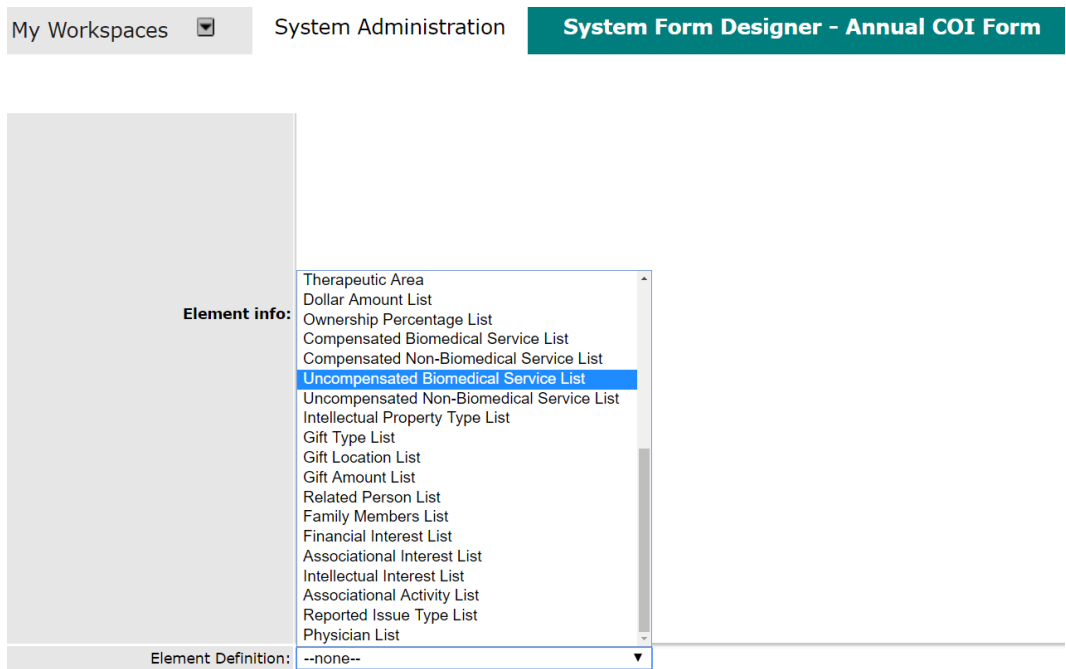 My Workspaces
System Administration
System Form Designer - Annual COI Form
Element info:
Therapeutic Area
Dollar Amount List
Ownership Percentage List
Compensated Biomedical Service List
Compensated Non-Biomedical Service List
Uncompensated Biomedical Service List
Uncompensated Non-Biomedical Service List
Intellectual Property Type List
Gift Type List
Gift Location List
Gift Amount List
Related Person List
Family Members List
Financial Interest List
Associational Interest List
Intellectual Interest List
Associational Activity List
Reported Issue Type List
Physician List
Element Definition: --none--